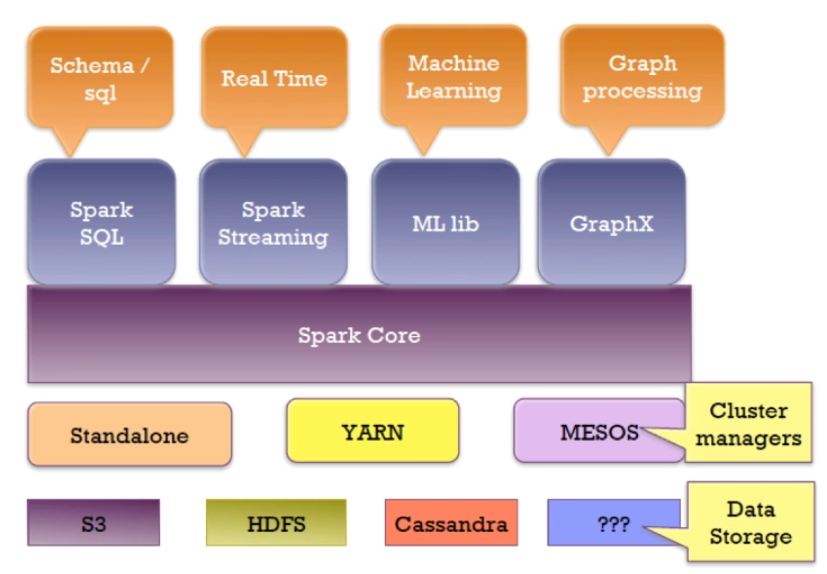 Schema /
sql
Real Time
Machine
Learning
Graph
processing
Spark
SQL
Spark
Streaming
ML lib
GraphX
Spark Core
Standalone
YARN
MESOS
Cluster
managers
S3
HDFS
Cassandra
???
Data
Storage